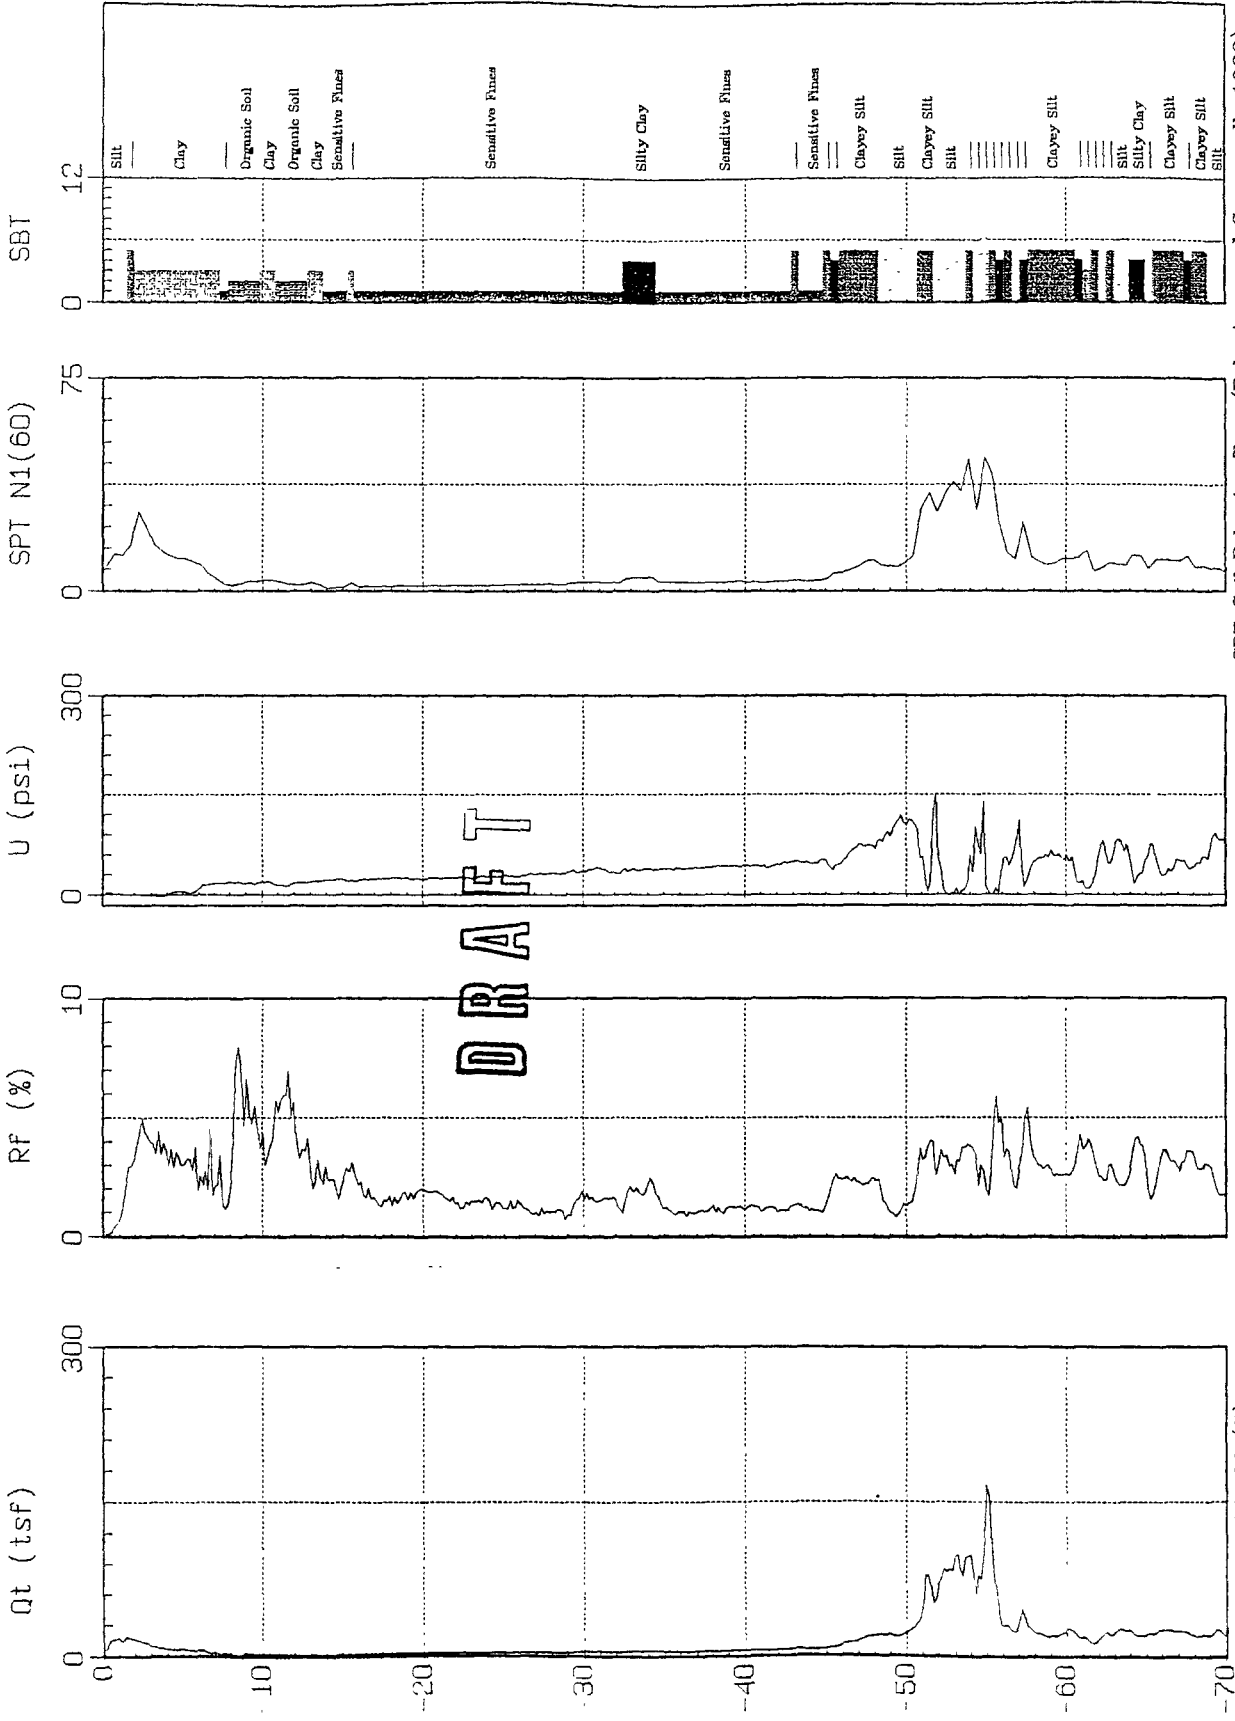 Qt (tsf)
RF (%)
U (psi)
SPT N1(60)
SBT
0
300
0
10
0
300
0
75
0
12
0
-10
-20
-30
-40
-50
-60
-70
DRAFT
Silt
Clay
Organic Soil
Clay
Organic Soil
Clay
Sensitive Fines
Sensitive Fines
Silty Clay
Sensitive Fines
Sensitive Fines
Clayey Silt
Silt
Clayey Silt
Silt
Clayey Silt
Silt
Silty Clay
Clayey Silt
Clayey Silt
Silt